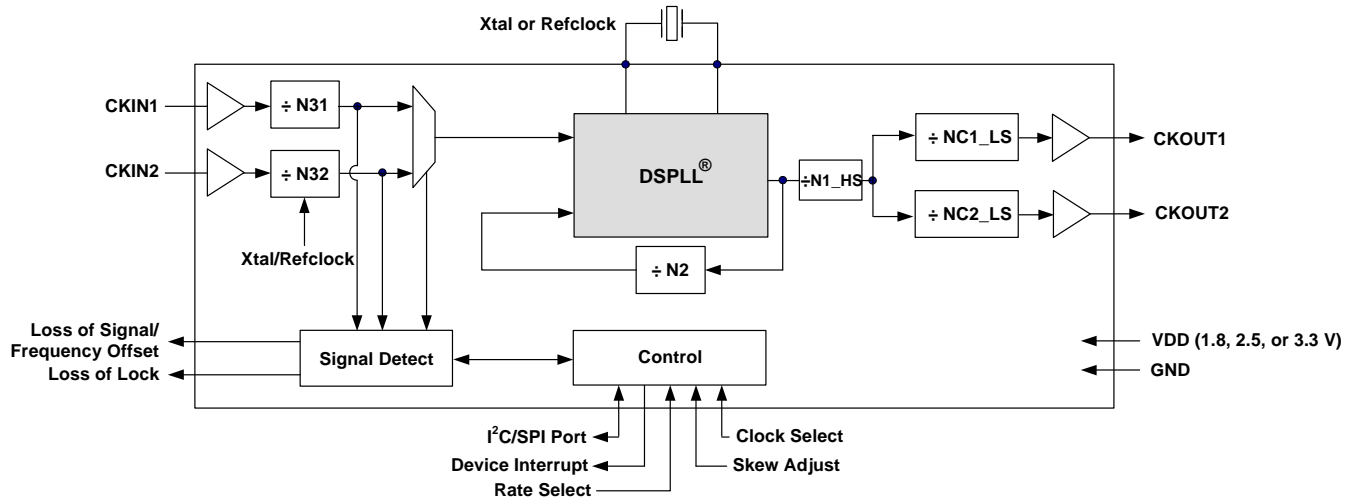 Xtal or Refclock
CKIN1
÷ N31
CKIN2
÷ N32
Xtal/Refclock
DSPLL®
÷N1_HS
÷ NC1_LS
CKOUT1
÷ NC2_LS
CKOUT2
÷ N2
Loss of Signal/
Frequency Offset
Loss of Lock
Signal Detect
Control
VDD (1.8, 2.5, or 3.3 V)
GND
I²C/SPI Port
Clock Select
Device Interrupt
Skew Adjust
Rate Select